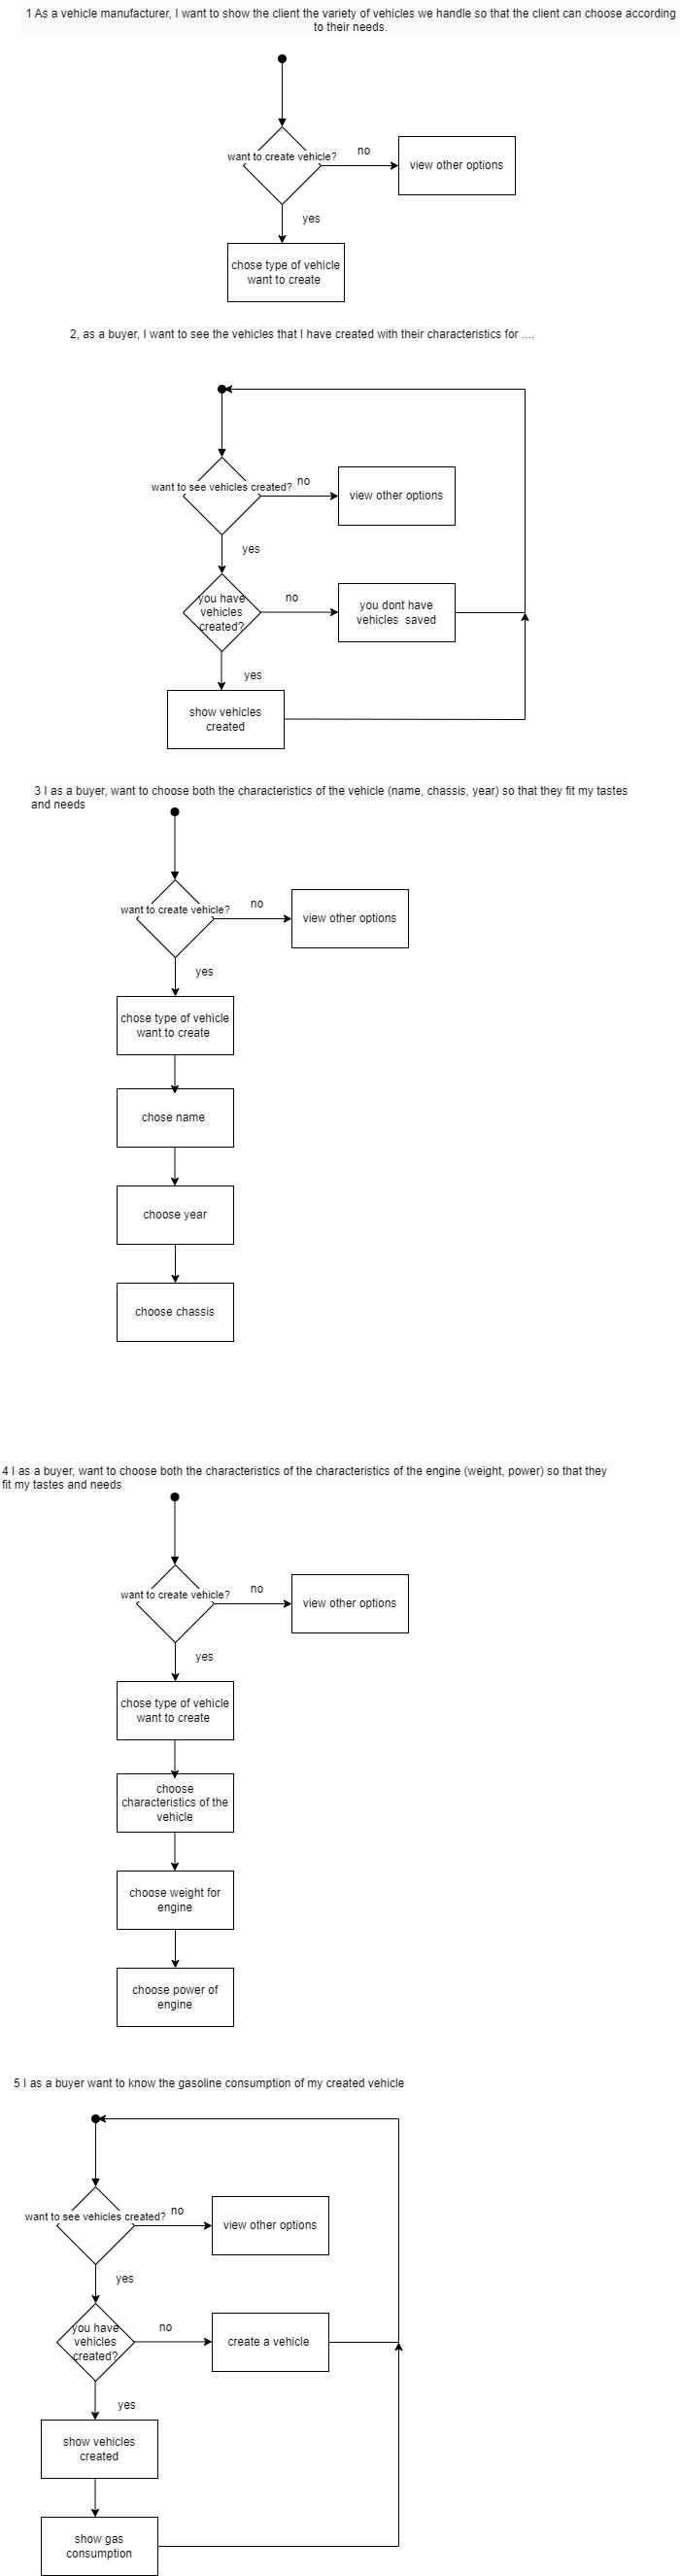 1 As a vehicle manufacturer, I want to show the client the variety of vehicles we handle so that the client can choose according
to their needs.
want to create vehicle?
no
view other options
yes
chose type of vehicle
want to create
2, as a buyer, I want to see the vehicles that I have created with their characteristics for ....
want to see vehicles created?
no
view other options
yes
you have
vehicles
created?
no
you dont have
vehicles saved
yes
show vehicles
created
3 I as a buyer, want to choose both the characteristics of the vehicle (name, chassis, year) so that they fit my tastes
and needs
want to create vehicle?
no
view other options
yes
chose type of vehicle
want to create
chose name
choose year
choose chassis
4 I as a buyer, want to choose both the characteristics of the characteristics of the engine (weight, power) so that they
fit my tastes and needs
want to create vehicle?
no
view other options
yes
chose type of vehicle
want to create
choose
characteristics of the
vehicle
choose weight for
engine
choose power of
engine
5 I as a buyer want to know the gasoline consumption of my created vehicle
want to see vehicles created?
no
view other options
yes
you have
vehicles
created?
no
create a vehicle
yes
show vehicles
created
show gas
consumption